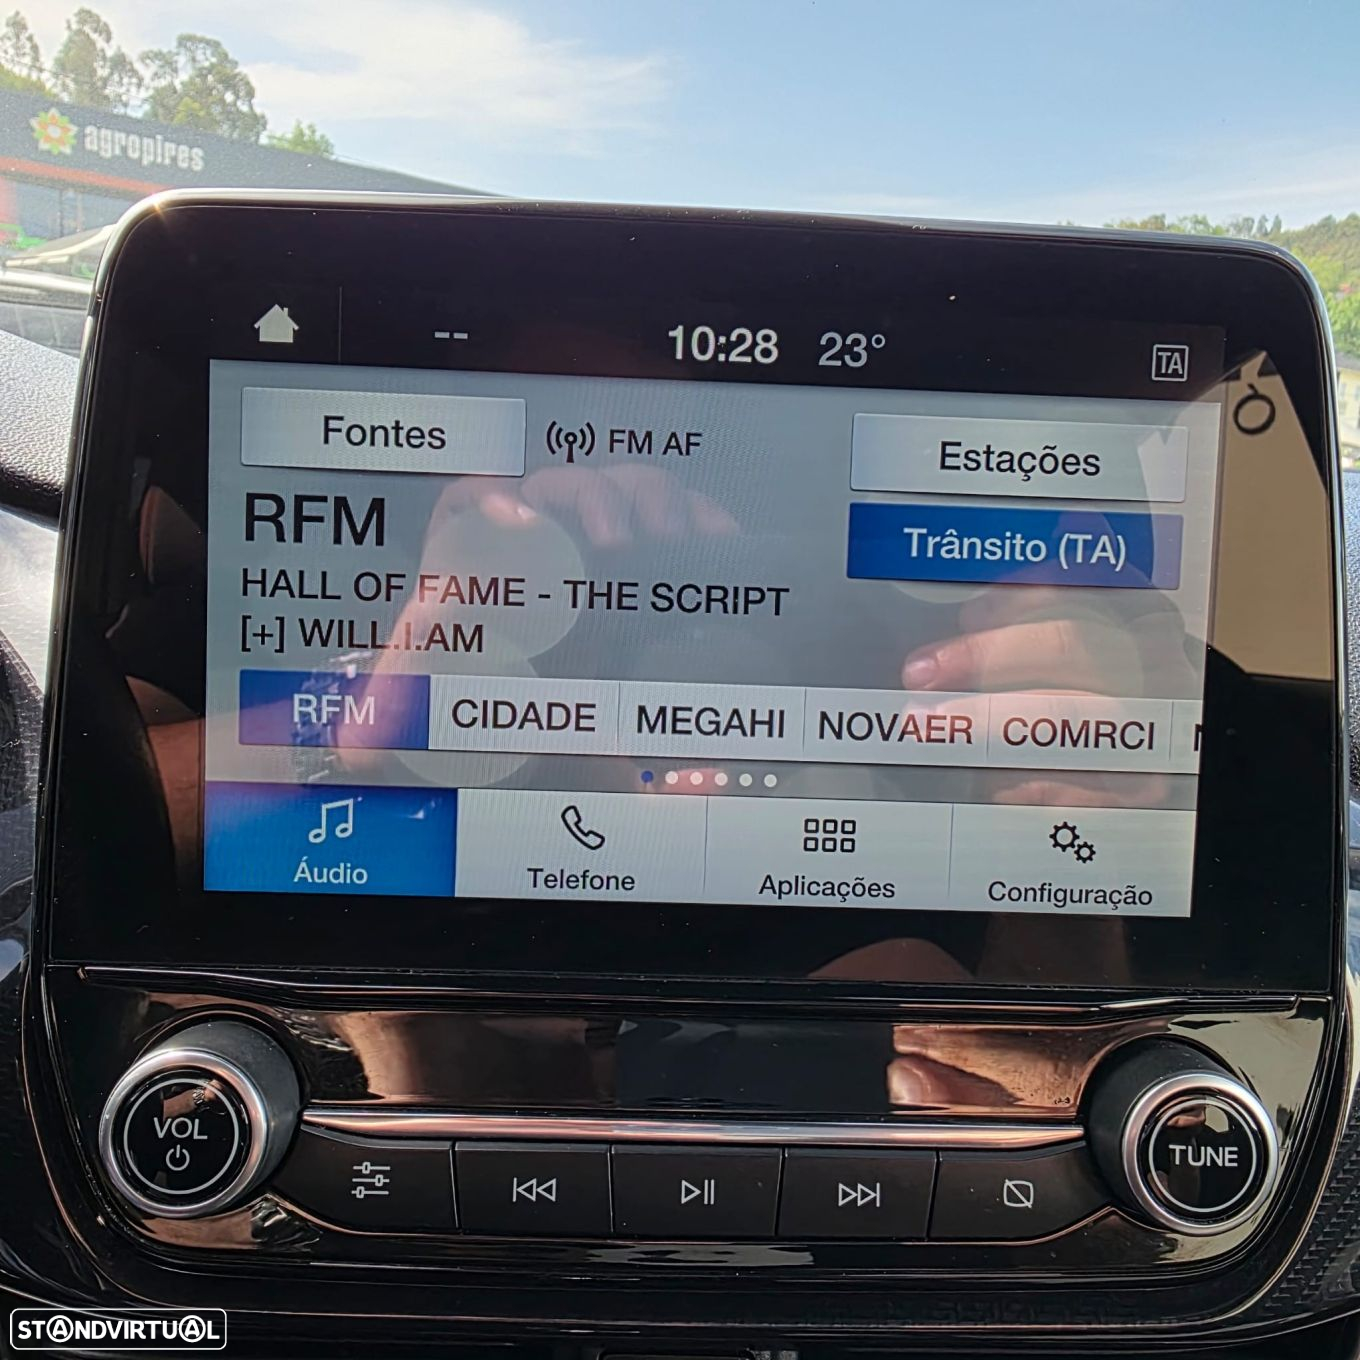 agropires
-- 10:28 23° TA
Fontes FM AF Estações
RFM
Trânsito (TA)
HALL OF FAME - THE SCRIPT
[+] WILL.I.AM
RFM CIDADE MEGAHI NOVAER COMRCI
Áudio Telefone Aplicações Configuração
VOL TUNE
STANDVIRTUAL